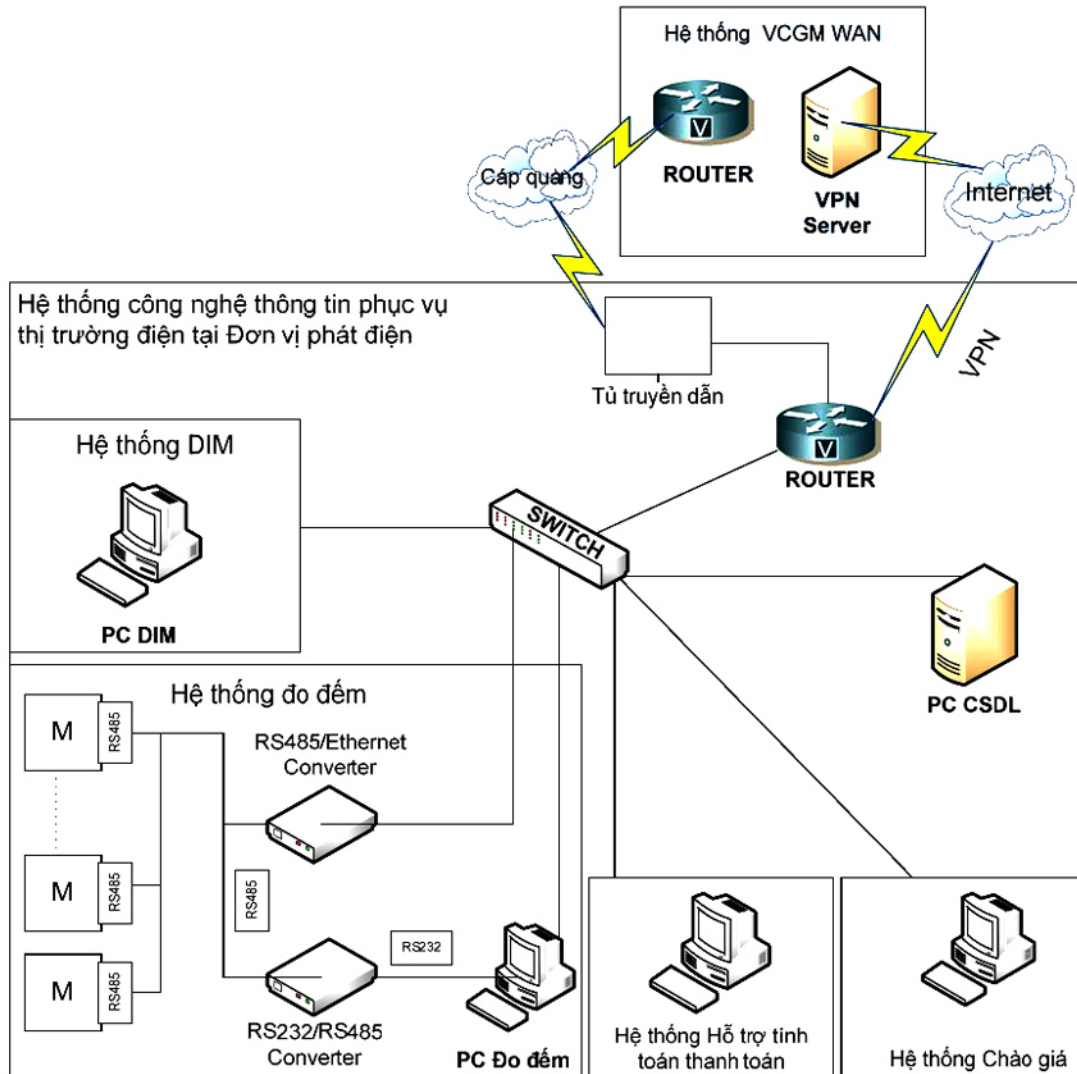 Hệ thống VCGM WAN
V
ROUTER
VPN
Server
Cáp quàng
Internet
Hệ thống công nghệ thông tin phục vụ
thị trường điện tại Đơn vị phát điện
VPN
Tủ truyền dẫn
V
ROUTER
Hệ thống DIM
PC DIM
SWITCH
PC CSDL
Hệ thống đo đếm
M
RS485
RS485/Ethernet
Converter
M
RS485
RS485
M
RS485
RS232
RS232/RS485
Converter
PC Đo đếm
Hệ thống Hỗ trợ tinh
toán thanh toán
Hệ thống Chào giá